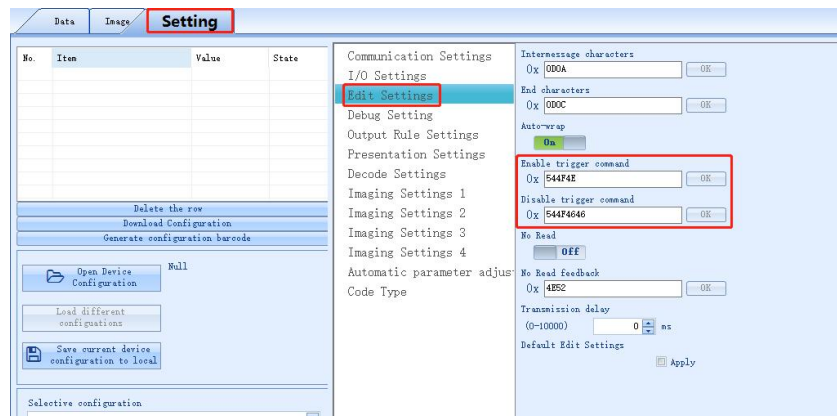 Data Image Setting
No. Item Value State
Delete the row
Download Configuration
Generate configuration barcode
Open Device
Configuration
Null
Load different
configuations
Save current device
configuration to local
Selective configuration
Communication Settings
I/O Settings
Edit Settings
Debug Setting
Output Rule Settings
Presentation Settings
Decode Settings
Imaging Settings 1
Imaging Settings 2
Imaging Settings 3
Imaging Settings 4
Automatic parameter adjus
Code Type
Intermessage characters
0x 0D0A OK
End characters
0x 0D0C OK
Auto-wrap
On
Enable trigger command
0x 544F4E OK
Disable trigger command
0x 544F4646 OK
No Read
Off
No Read feedback
0x 4E52 OK
Transmission delay
(0-10000) 0 ms
Default Edit Settings
Apply